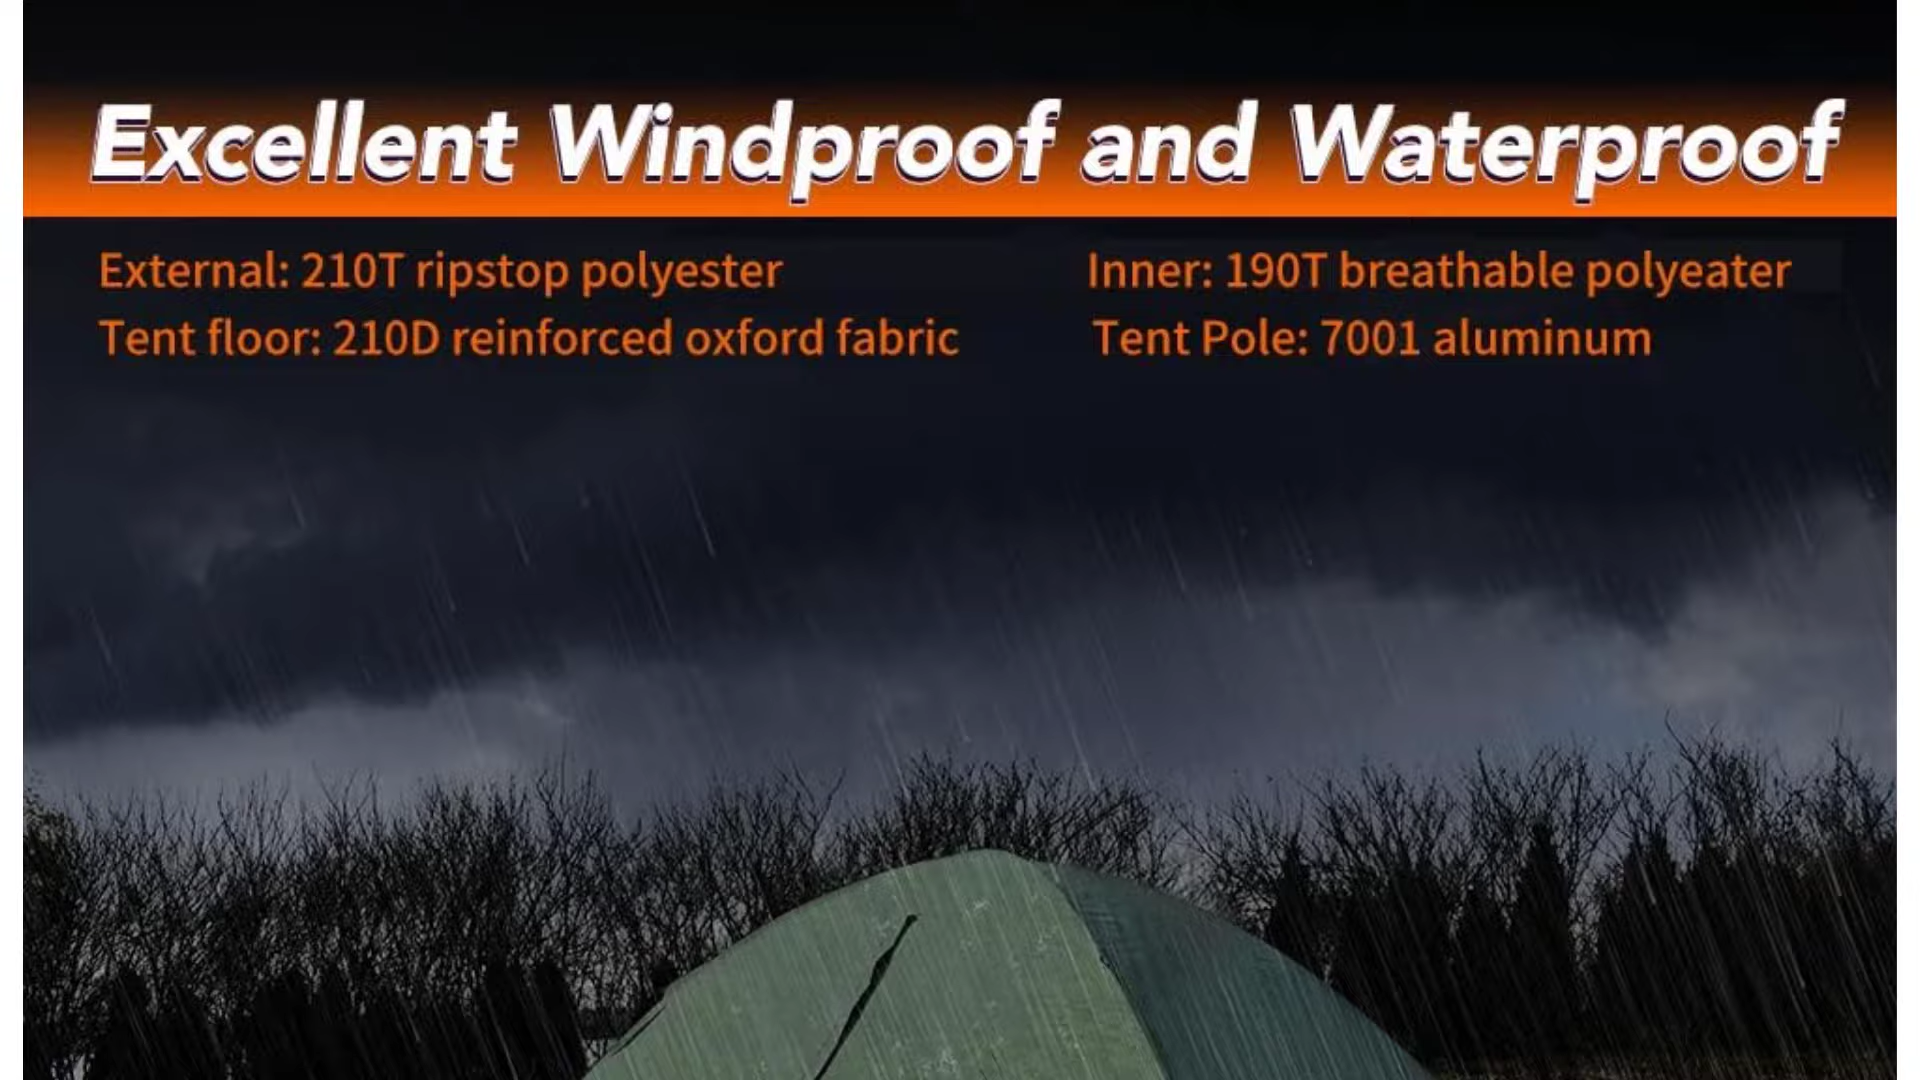 Excellent Windproof and Waterproof
External: 210T ripstop polyester
Inner: 190T breathable polyeater
Tent floor: 210D reinforced oxford fabric
Tent Pole: 7001 aluminum